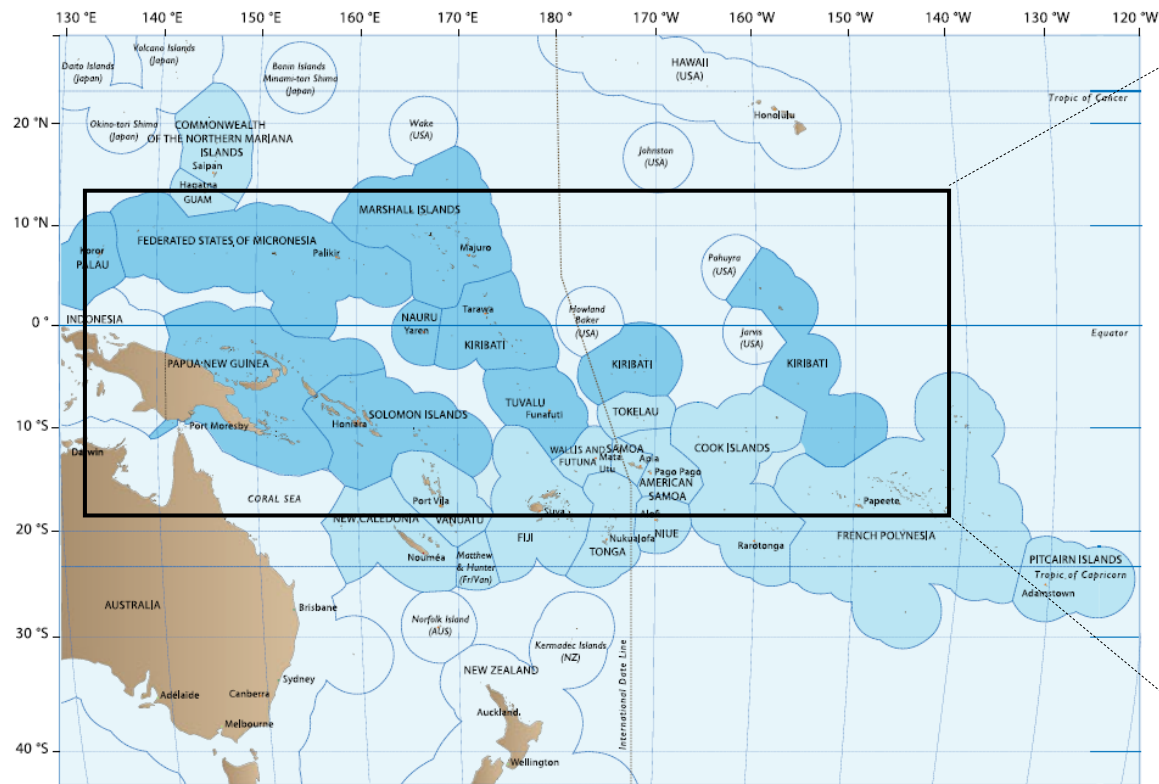 130 °E 140 °E 150 °E 160 °E 170 °E 180 ° 170 °W 160 °W 150 °W 140 °W 130 °W 120 °W
Volcano Islands
(Japan)
Daito Islands
(Japan)
Bonin Islands
Minami-tori Shima
(Japan)
HAWAII
(USA)
Tropic of Cancer
Okino-tori Shima
(Japan)
COMMONWEALTH
OF THE NORTHERN MARIANA
ISLANDS
Saipan
Wake
(USA)
Honolulu
20 °N
Johnston
(USA)
Hagatna
GUAM
MARSHALL ISLANDS
10 °N
FEDERATED STATES OF MICRONESIA
Palikir
Majuro
Koror
PALAU
Palmyra
(USA)
Tarawa
Howland
Baker
(USA)
INDONESIA
0 °
NAURU
Yaren
KIRIBATI
Jarvis
(USA)
Equator
PAPUA NEW GUINEA
KIRIBATI
KIRIBATI
TUVALU
Funafuti
TOKELAU
SOLOMON ISLANDS
Honiara
10 °S
Port Moresby
Darwin
WALLIS AND
FUTUNA
Mata
Utu
SAMOA
Apia
Pago Pago
AMERICAN
SAMOA
COOK ISLANDS
CORAL SEA
Port Vila
Suva
Alofi
Papeete
NEW CALEDONIA
VANUATU
20 °S
FIJI
Nukualofa
TONGA
NIUE
Rarotonga
FRENCH POLYNESIA
Nouméa
Matthew
& Hunter
(Fr/Van)
PITCAIRN ISLANDS
Tropic of Capricorn
Adamstown
AUSTRALIA
Brisbane
Norfolk Island
(AUS)
30 °S
Kermadec Islands
(NZ)
International Date Line
NEW ZEALAND
Sydney
Adelaide
Canberra
Auckland
Melbourne
40 °S
Wellington